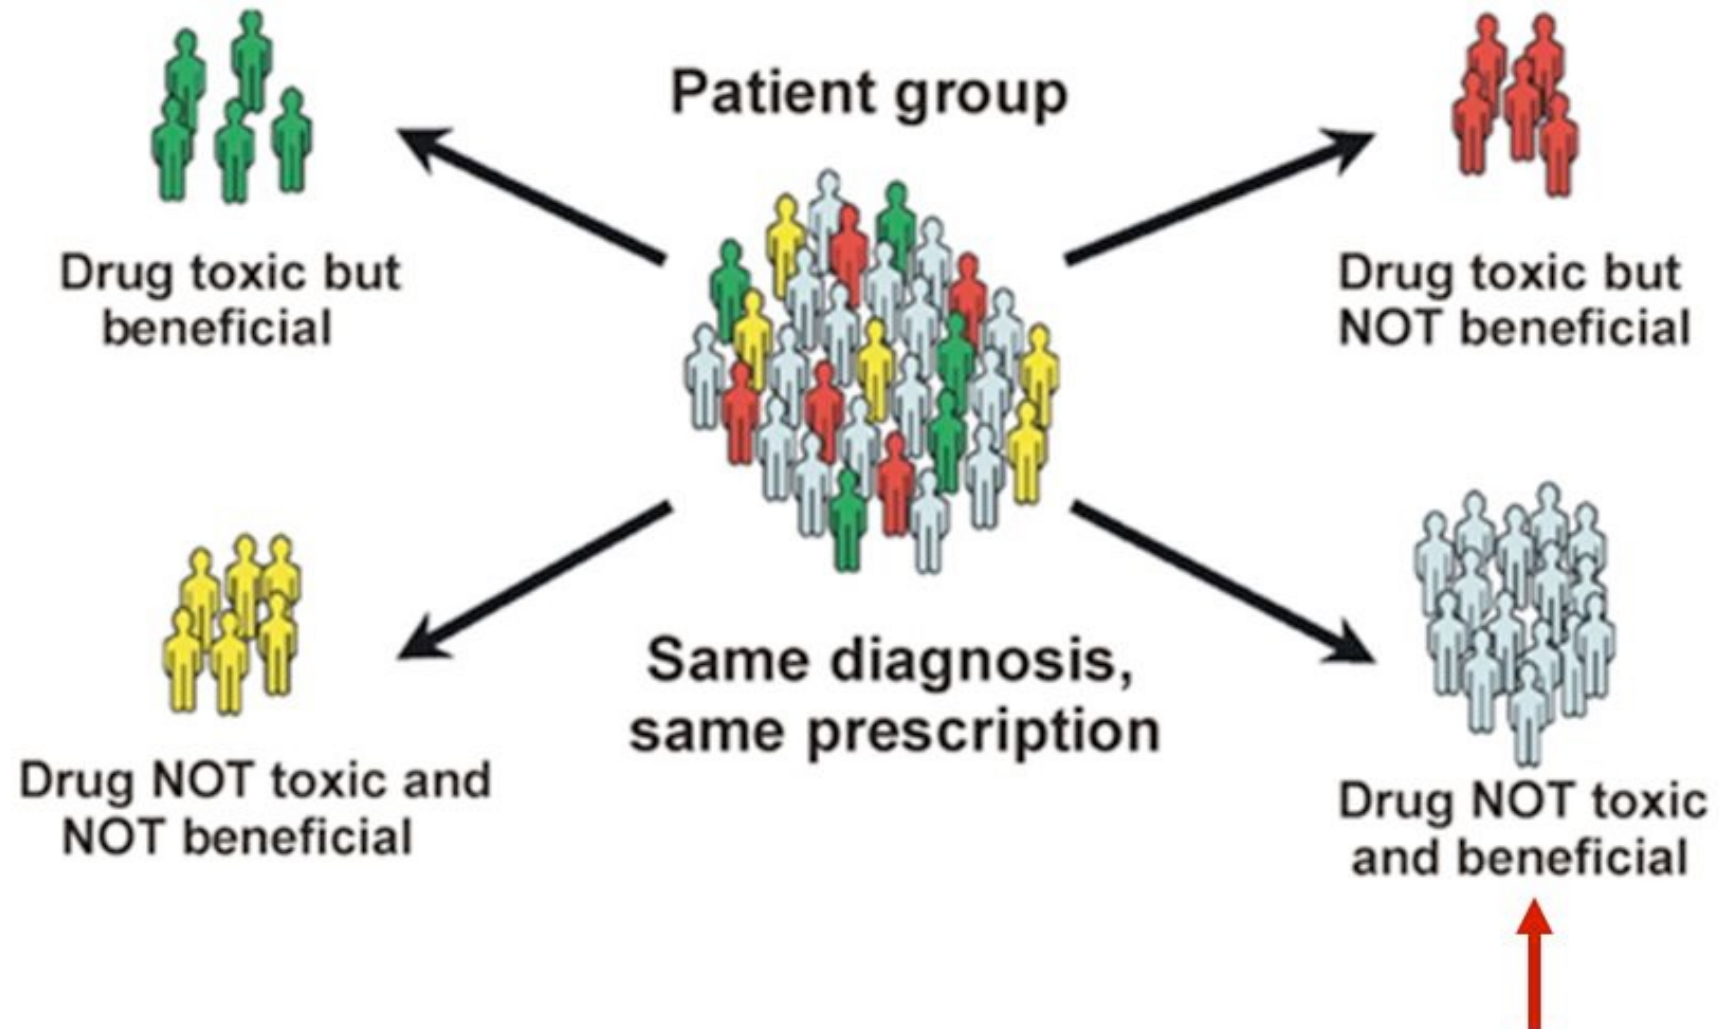 Patient group
Drug toxic but
beneficial
Drug toxic but
NOT beneficial
Same diagnosis,
same prescription
Drug NOT toxic and
NOT beneficial
Drug NOT toxic
and beneficial